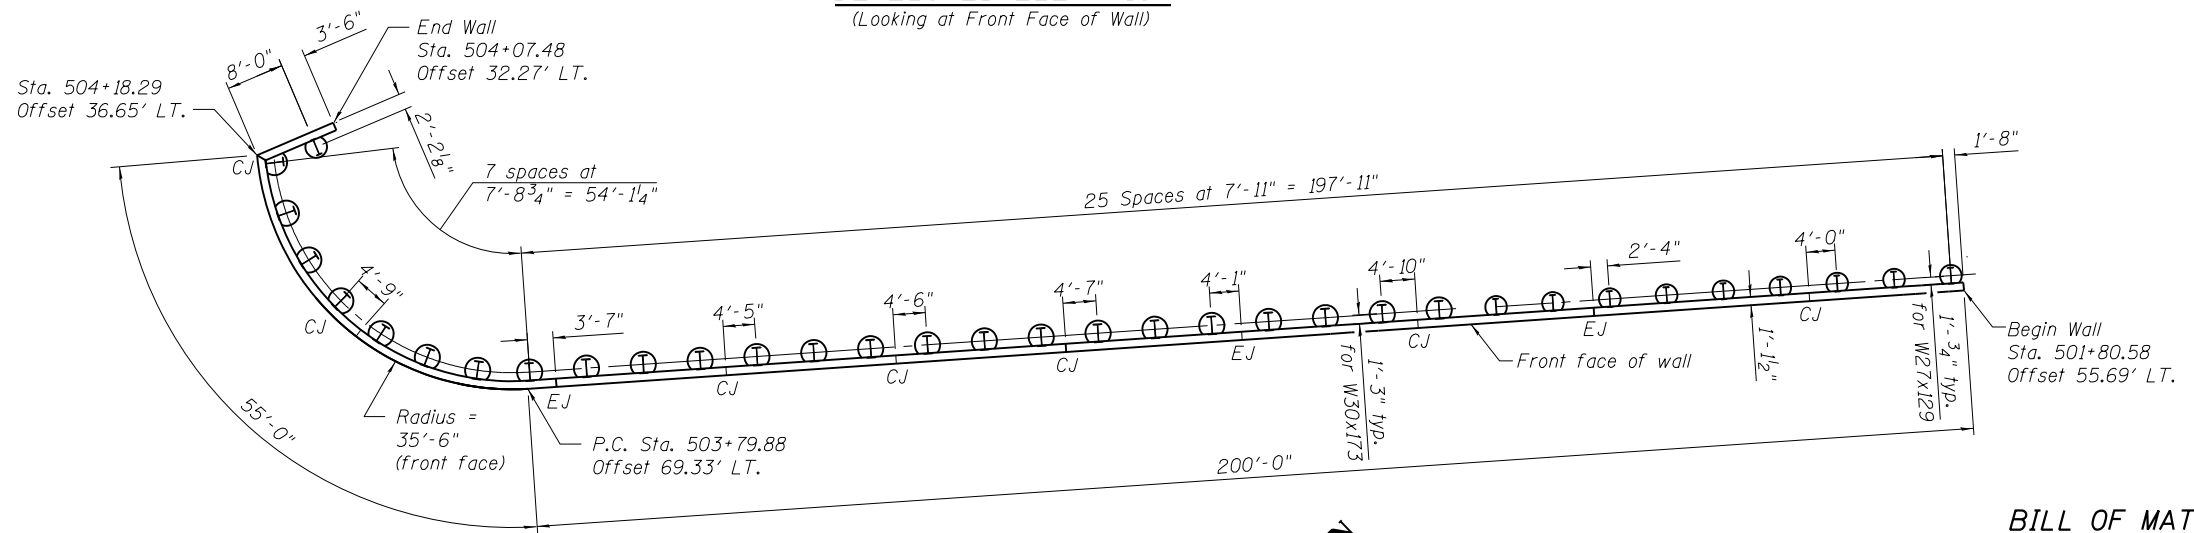 (Looking at Front Face of Wall)
3'-6"
End Wall
Sta. 504+07.48
Offset 32.27' LT.
8'-0"
Sta. 504+18.29
Offset 36.65' LT.
2'-2⅛"
CJ
7 spaces at
7'-8¾" = 54'-1¼"
25 Spaces at 7'-11" = 197'-11"
1'-8"
4'-9"
CJ
3'-7"
4'-5"
4'-6"
4'-7"
4'-1"
4'-10"
2'-4"
4'-0"
EJ
CJ
CJ
CJ
EJ
CJ
EJ
CJ
Front face of wall
1'-3" typ.
for W30x173
1'-1½"
1'-¾" typ.
for W27x129
Begin Wall
Sta. 501+80.58
Offset 55.69' LT.
55'-0"
Radius =
35'-6"
(front face)
P.C. Sta. 503+79.88
Offset 69.33' LT.
200'-0"
BILL OF MAT